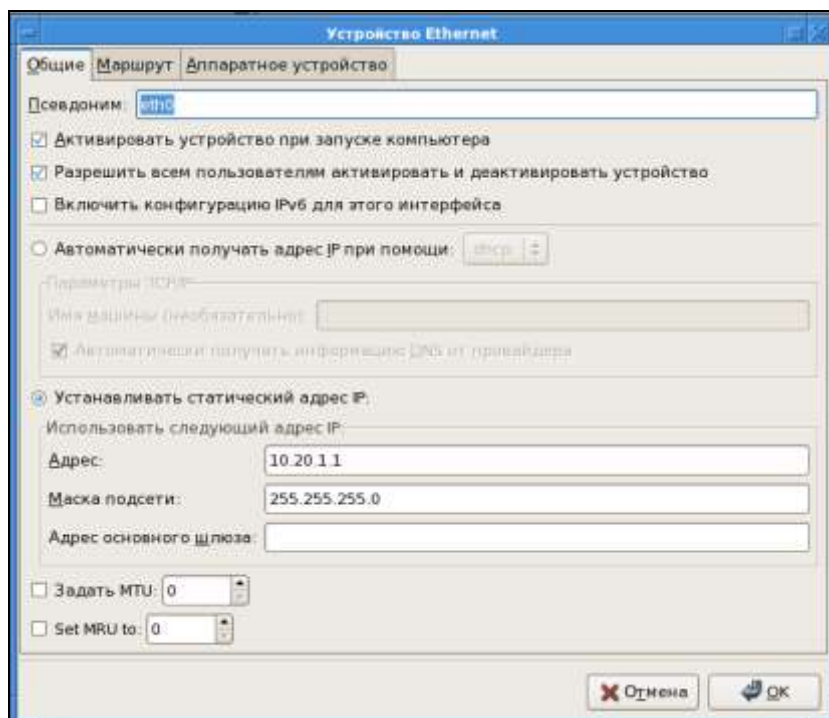 Устройство Ethernet
Общие Маршрут Аппаратное устройство
Псевдоним: eth0
Активировать устройство при запуске компьютера
Разрешить всем пользователям активировать и деактивировать устройство
Включить конфигурацию IPv6 для этого интерфейса
Автоматически получать адрес IP при помощи: dhcp
Параметры TCP/IP
Имя машины (необязательно):
Автоматически получать информацию DNS от провайдера
Устанавливать статический адрес IP:
Использовать следующий адрес IP:
Адрес: 10.20.1.1
Маска подсети: 255.255.255.0
Адрес основного шлюза:
Задать MTU: 0
Set MRU to: 0
Отмена OK